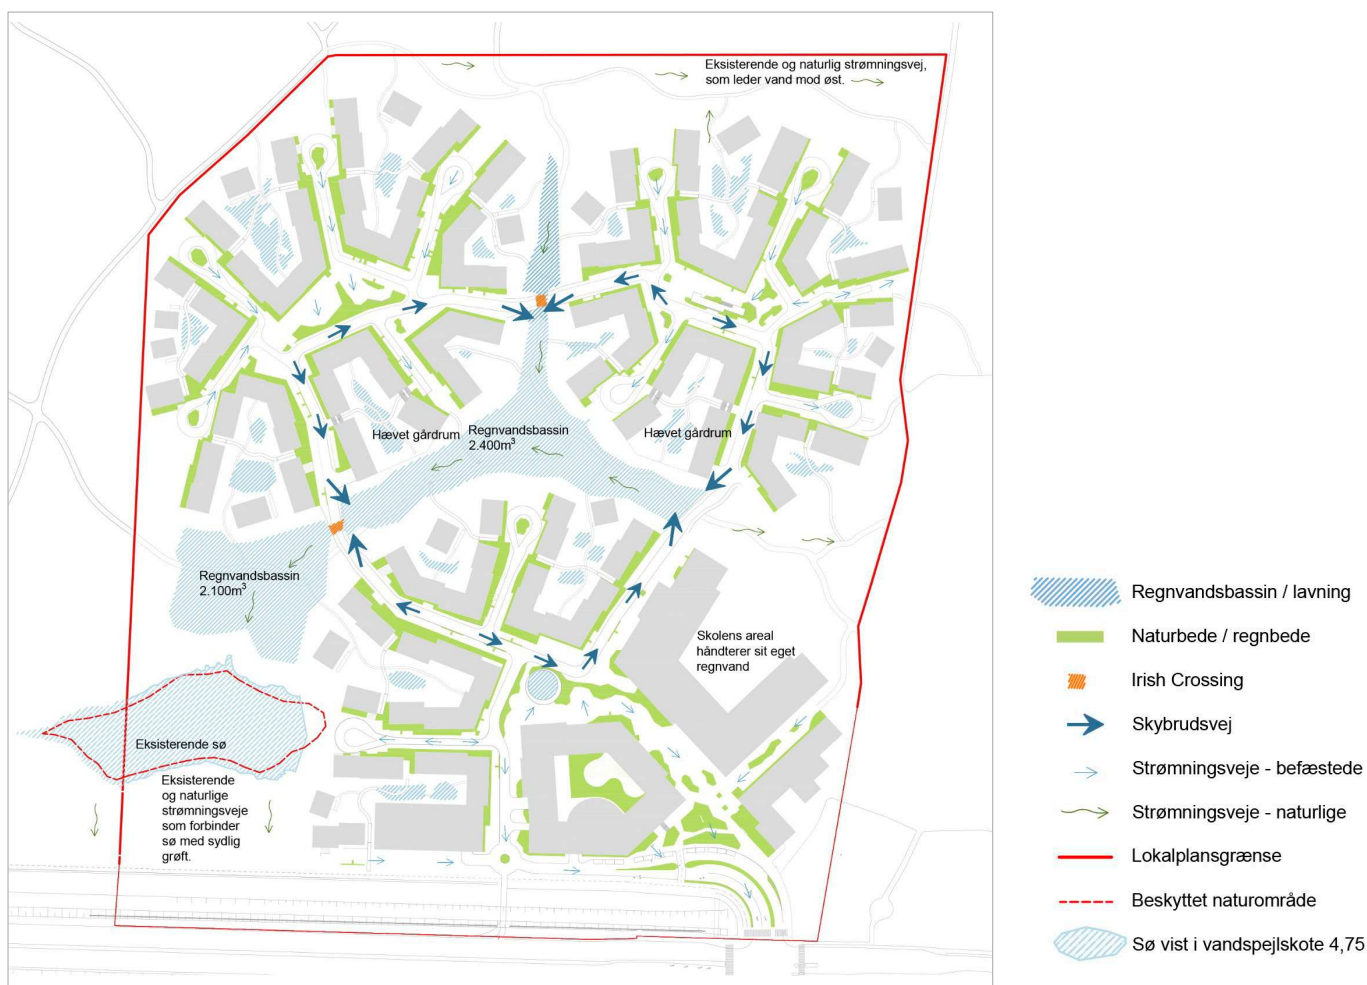 Eksisterende og naturlig strømningsvej,
som leder vand mod øst.
Hævet gårdrum
Regnvandsbassin
2.400m³
Hævet gårdrum
Regnvandsbassin
2.100m³
Skolens areal
håndterer sit eget
regnvand
Eksisterende sø
Eksisterende
og naturlige
strømningsveje
som forbinder
sø med sydlig
grøft.
Regnvandsbassin / lavning
Naturbede / regnbede
Irish Crossing
Skybrudsvej
Strømningsveje - befæstede
Strømningsveje - naturlige
Lokalplansgrænse
Beskyttet naturområde
Sø vist i vandspejlskote 4,75